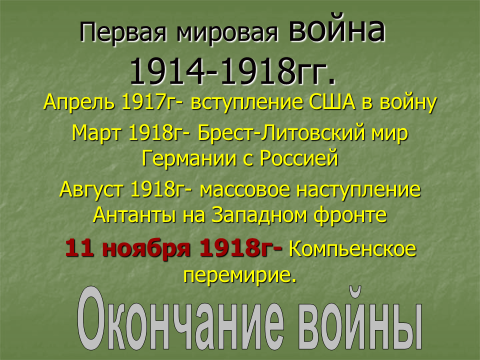 Первая мировая война
1914-1918гг.
Апрель 1917г- вступление США в войну
Март 1918г- Брест-Литовский мир
Германии с Россией
Август 1918г- массовое наступление
Антанты на Западном фронте
11 ноября 1918г- Компьенское
перемирие.
Окончание войны